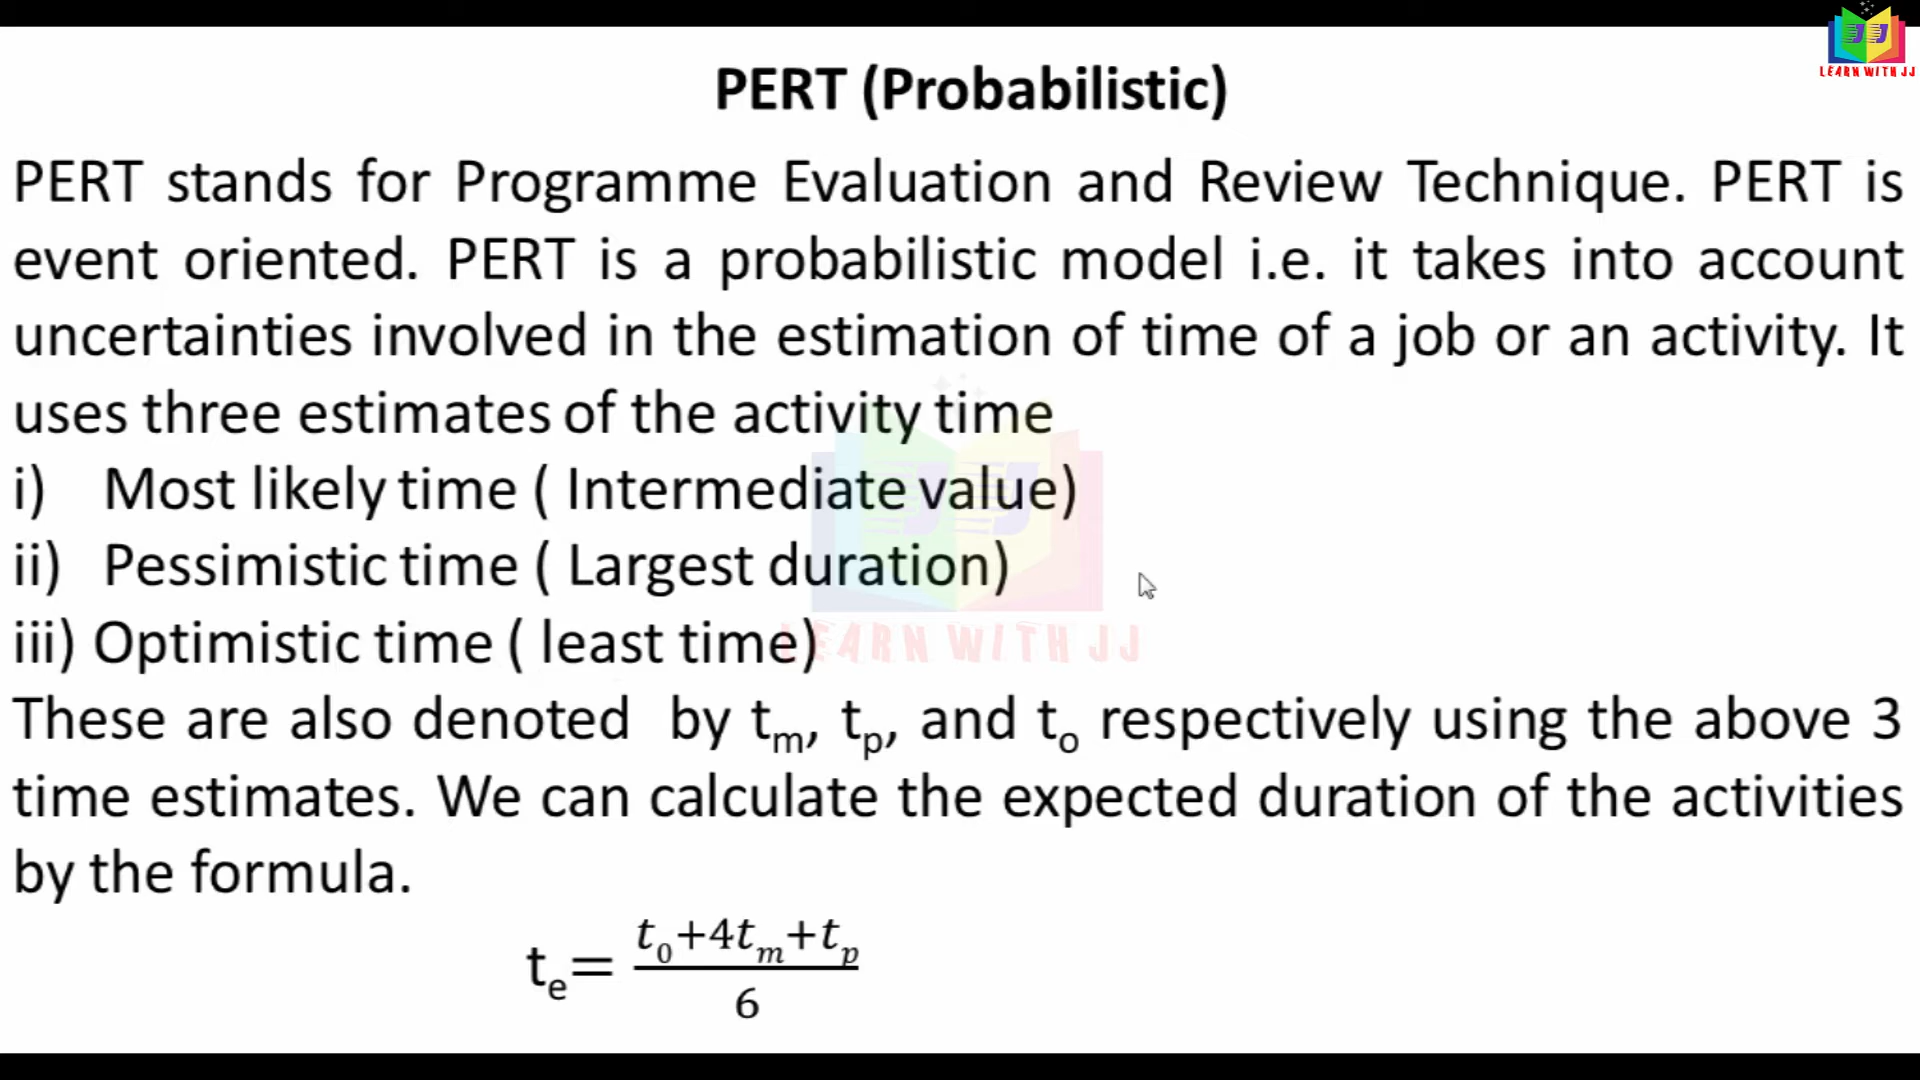 LEARN WITH JJ
PERT (Probabilistic)
PERT stands for Programme Evaluation and Review Technique. PERT is
event oriented. PERT is a probabilistic model i.e. it takes into account
uncertainties involved in the estimation of time of a job or an activity. It
uses three estimates of the activity time
i) Most likely time ( Intermediate value)
ii) Pessimistic time ( Largest duration)
iii) Optimistic time ( least time)
LEARN WITH JJ
These are also denoted by tₘ, tₚ, and tₒ respectively using the above 3
time estimates. We can calculate the expected duration of the activities
by the formula.
tₑ= (t₀+4tₘ+tₚ)/6